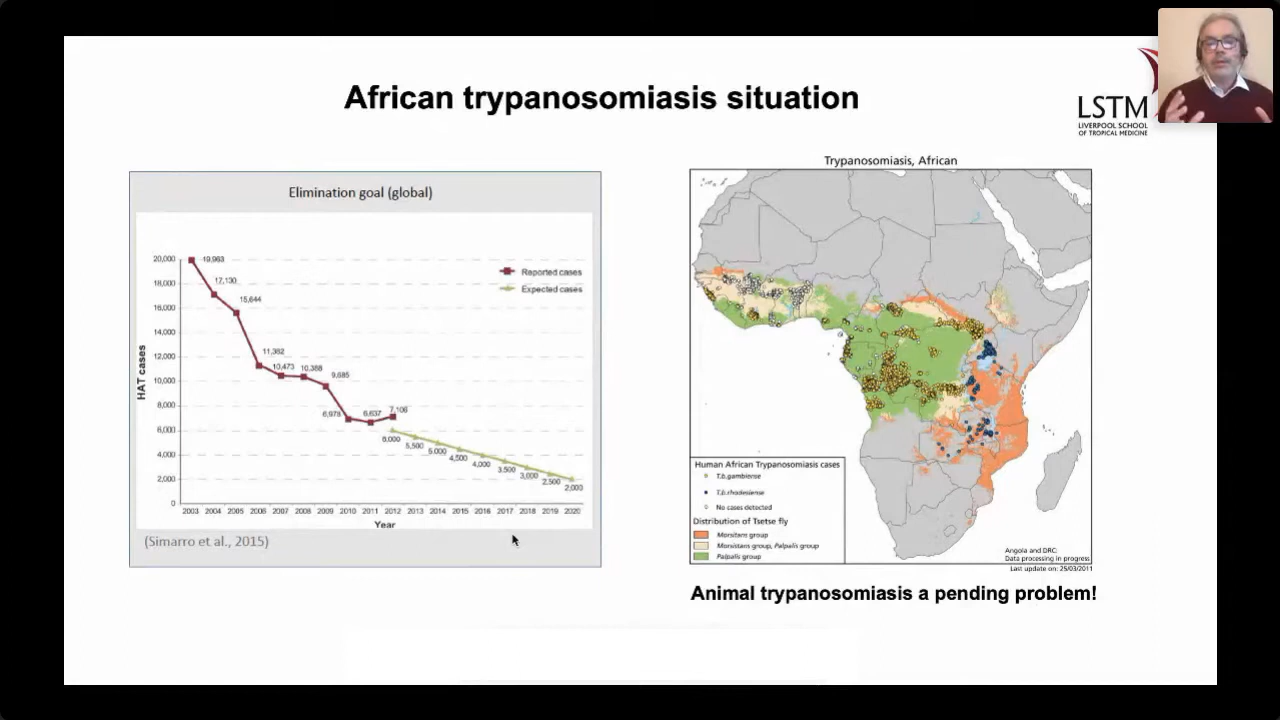 African trypanosomiasis situation
LSTM
LIVERPOOL SCHOOL
OF TROPICAL MEDICINE
Elimination goal (global)
20,000
18,000
16,000
14,000
12,000
10,000
8,000
6,000
4,000
2,000
0
HAT cases
19,983
17,130
15,644
11,382
10,473
10,388
9,685
6,978
6,637
7,106
6,000
5,500
5,000
4,500
4,000
3,500
3,000
2,500
2,000
Reported cases
Expected cases
2003 2004 2005 2006 2007 2008 2009 2010 2011 2012 2013 2014 2015 2016 2017 2018 2019 2020
Year
(Simarro et al., 2015)
Trypanosomiasis, African
Human African Trypanosomiasis cases
T.b.gambiense
T.b.rhodesiense
No cases detected
Distribution of Tsetse fly
Morsitans group
Morsistans group, Palpalis group
Palpalis group
Angola and DRC:
Data processing in progress
Last update on: 25/03/2011
Animal trypanosomiasis a pending problem!